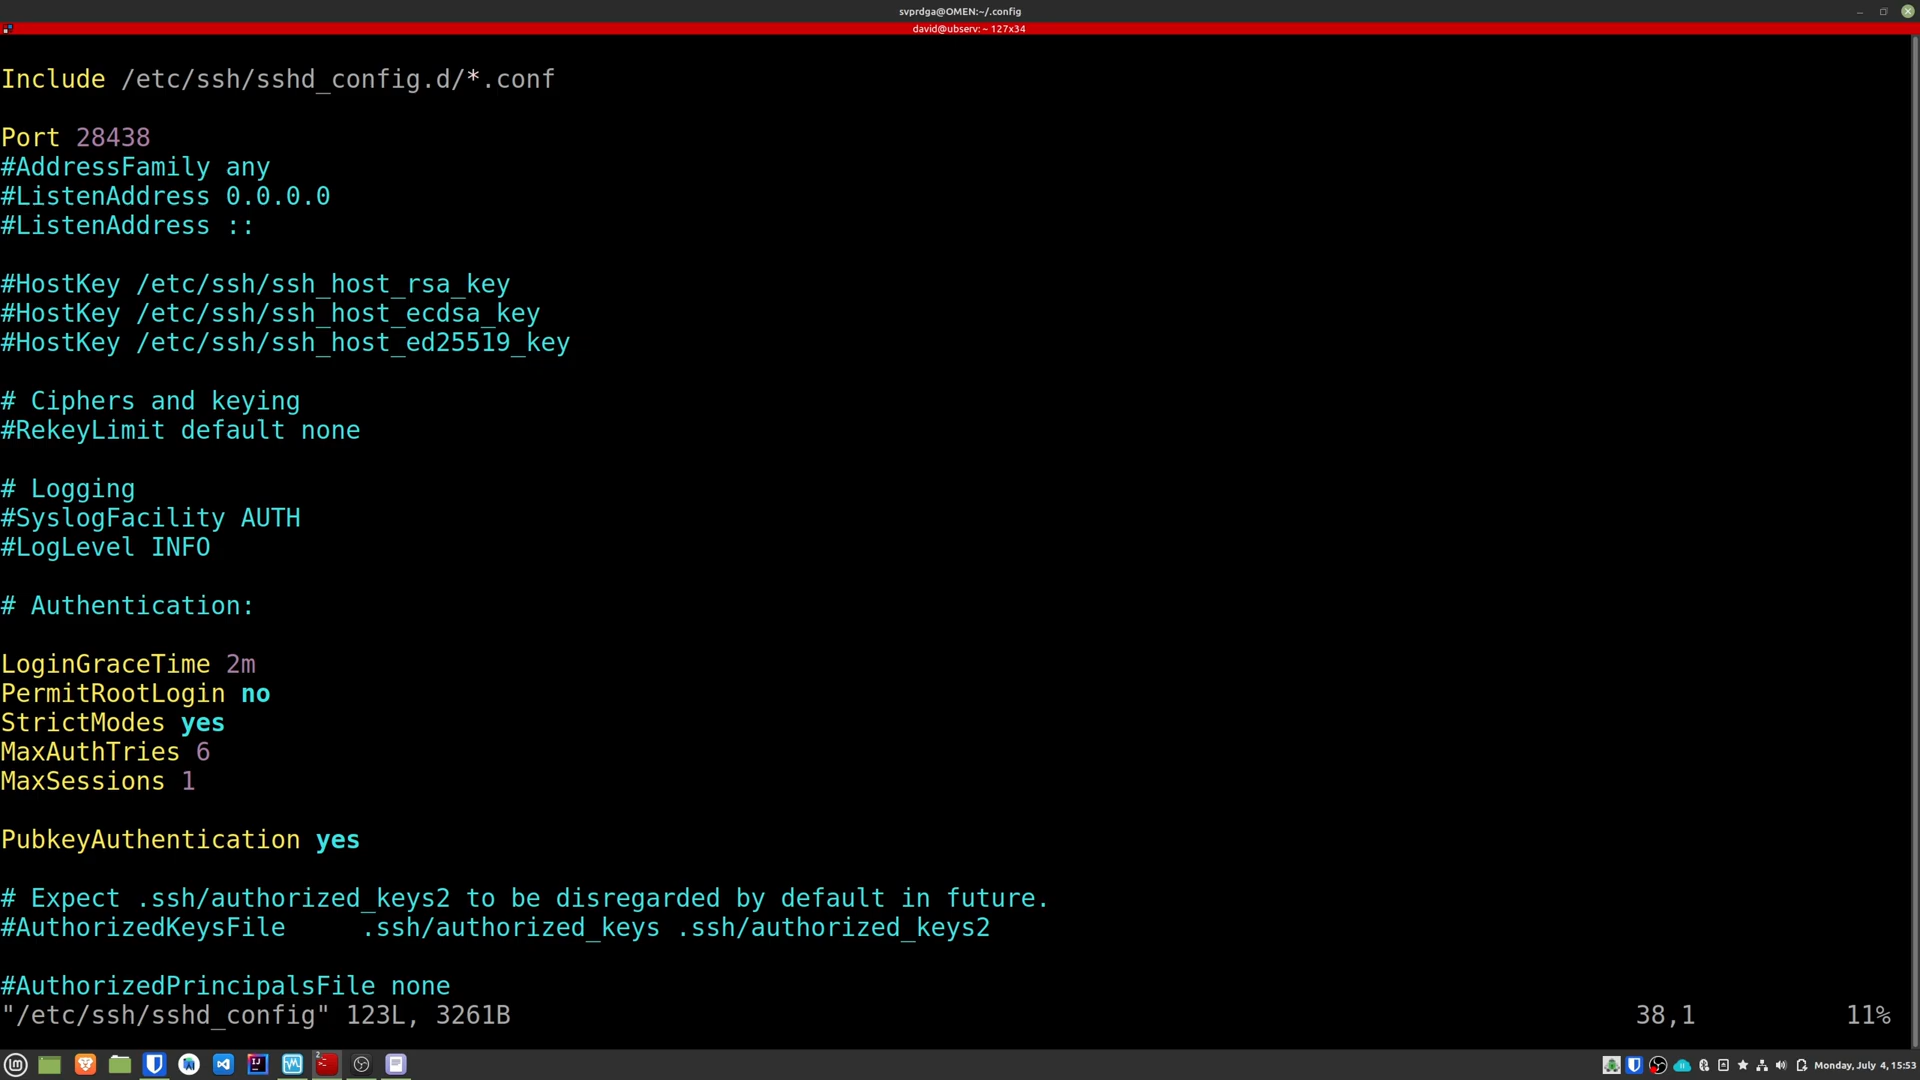 svprdga@OMEN:~/.config
david@ubserv: ~ 127x34
Include /etc/ssh/sshd_config.d/*.conf
Port 28438
#AddressFamily any
#ListenAddress 0.0.0.0
#ListenAddress ::
#HostKey /etc/ssh/ssh_host_rsa_key
#HostKey /etc/ssh/ssh_host_ecdsa_key
#HostKey /etc/ssh/ssh_host_ed25519_key
# Ciphers and keying
#RekeyLimit default none
# Logging
#SyslogFacility AUTH
#LogLevel INFO
# Authentication:
LoginGraceTime 2m
PermitRootLogin no
StrictModes yes
MaxAuthTries 6
MaxSessions 1
PubkeyAuthentication yes
# Expect .ssh/authorized_keys2 to be disregarded by default in future.
#AuthorizedKeysFile     .ssh/authorized_keys .ssh/authorized_keys2
#AuthorizedPrincipalsFile none
"/etc/ssh/sshd_config" 123L, 3261B 38,1 11%
Monday, July 4, 15:53